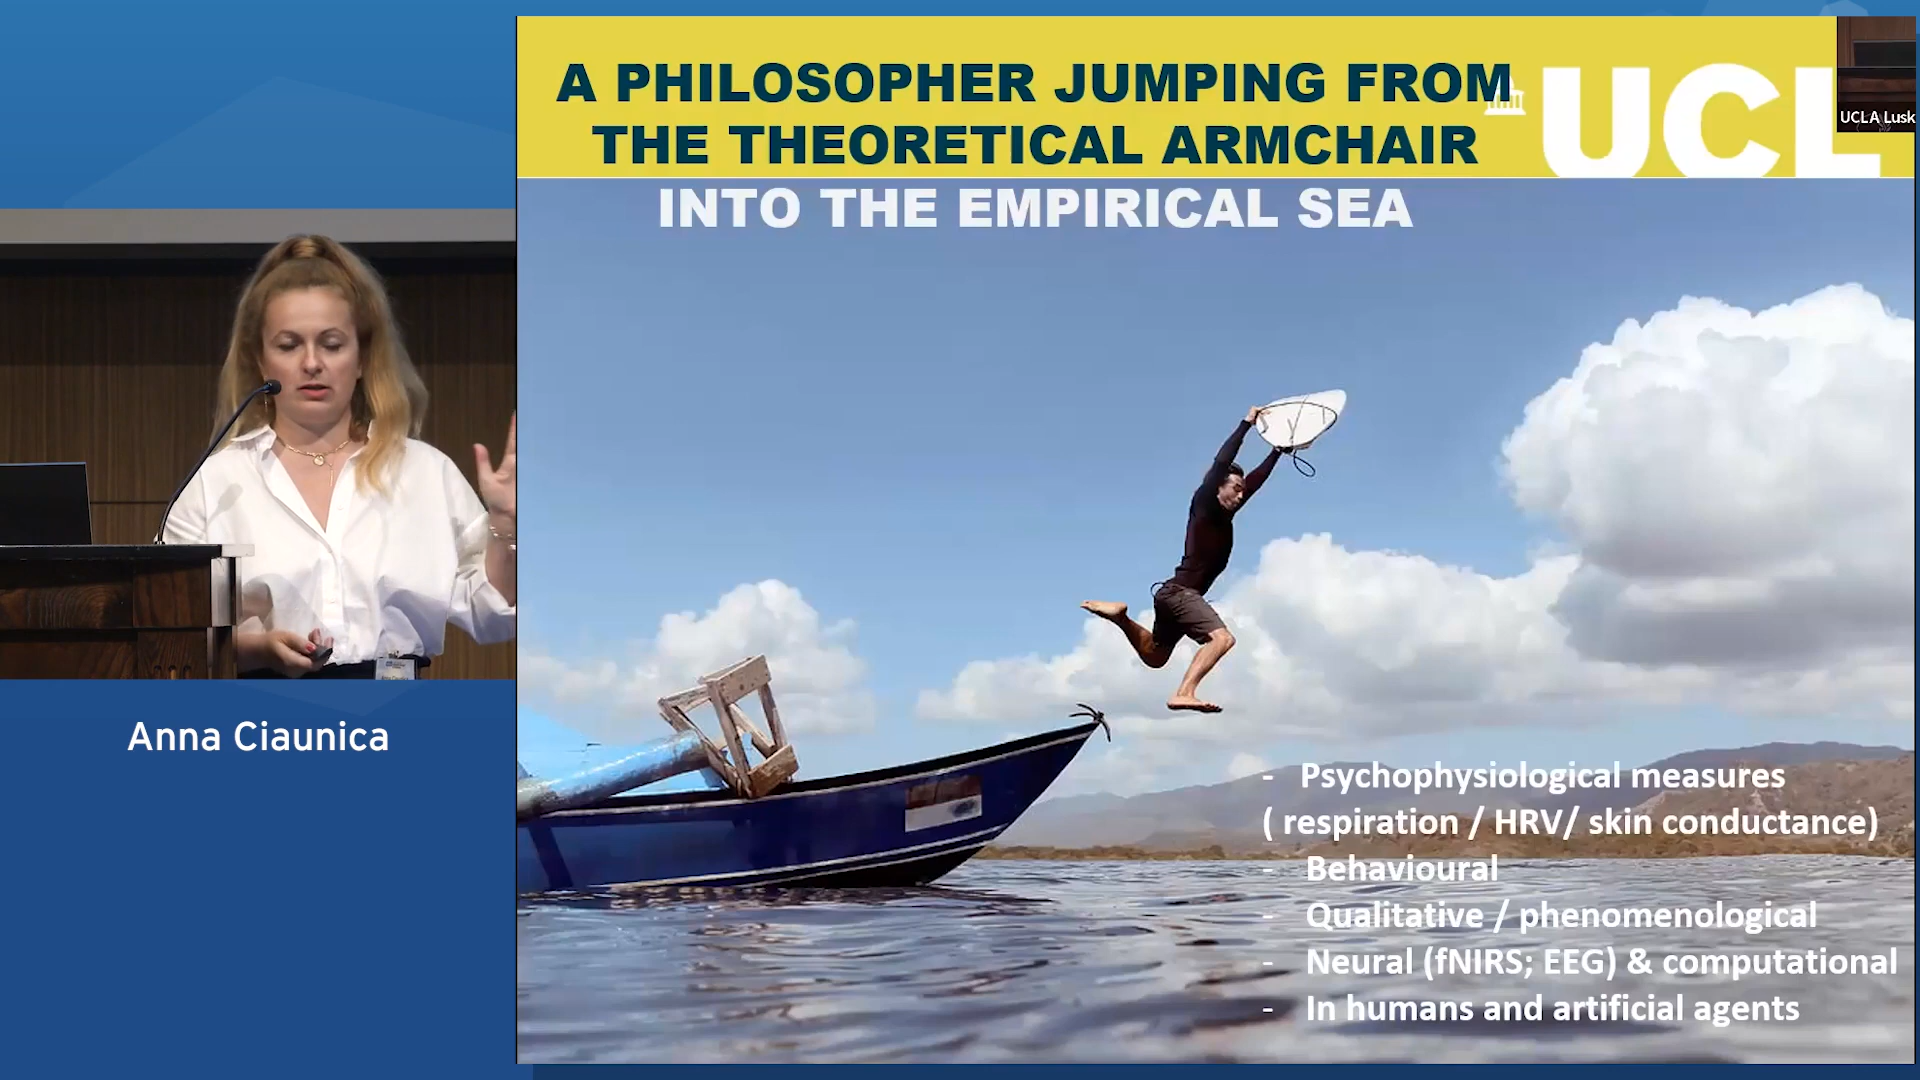 A PHILOSOPHER JUMPING FROM
THE THEORETICAL ARMCHAIR
INTO THE EMPIRICAL SEA
UCL
UCLA Lusk
Anna Ciaunica
- Psychophysiological measures
( respiration / HRV/ skin conductance)
- Behavioural
- Qualitative / phenomenological
- Neural (fNIRS; EEG) & computational
- In humans and artificial agents